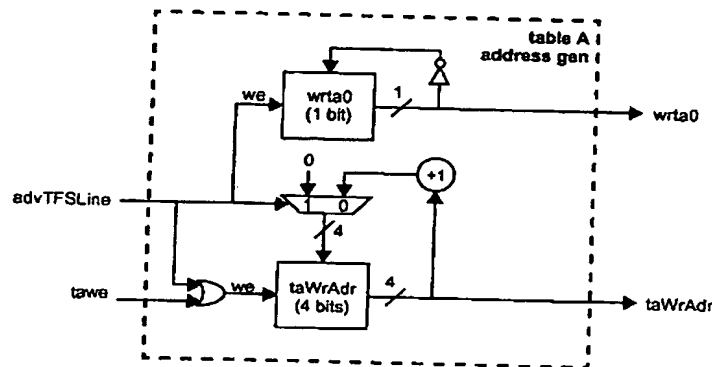 table A
address gen
we
wrta0
(1 bit)
1
wrta0
0
+1
advTFSLine
1 0
4
tawe
we
taWrAdr
(4 bits)
4
taWrAdr